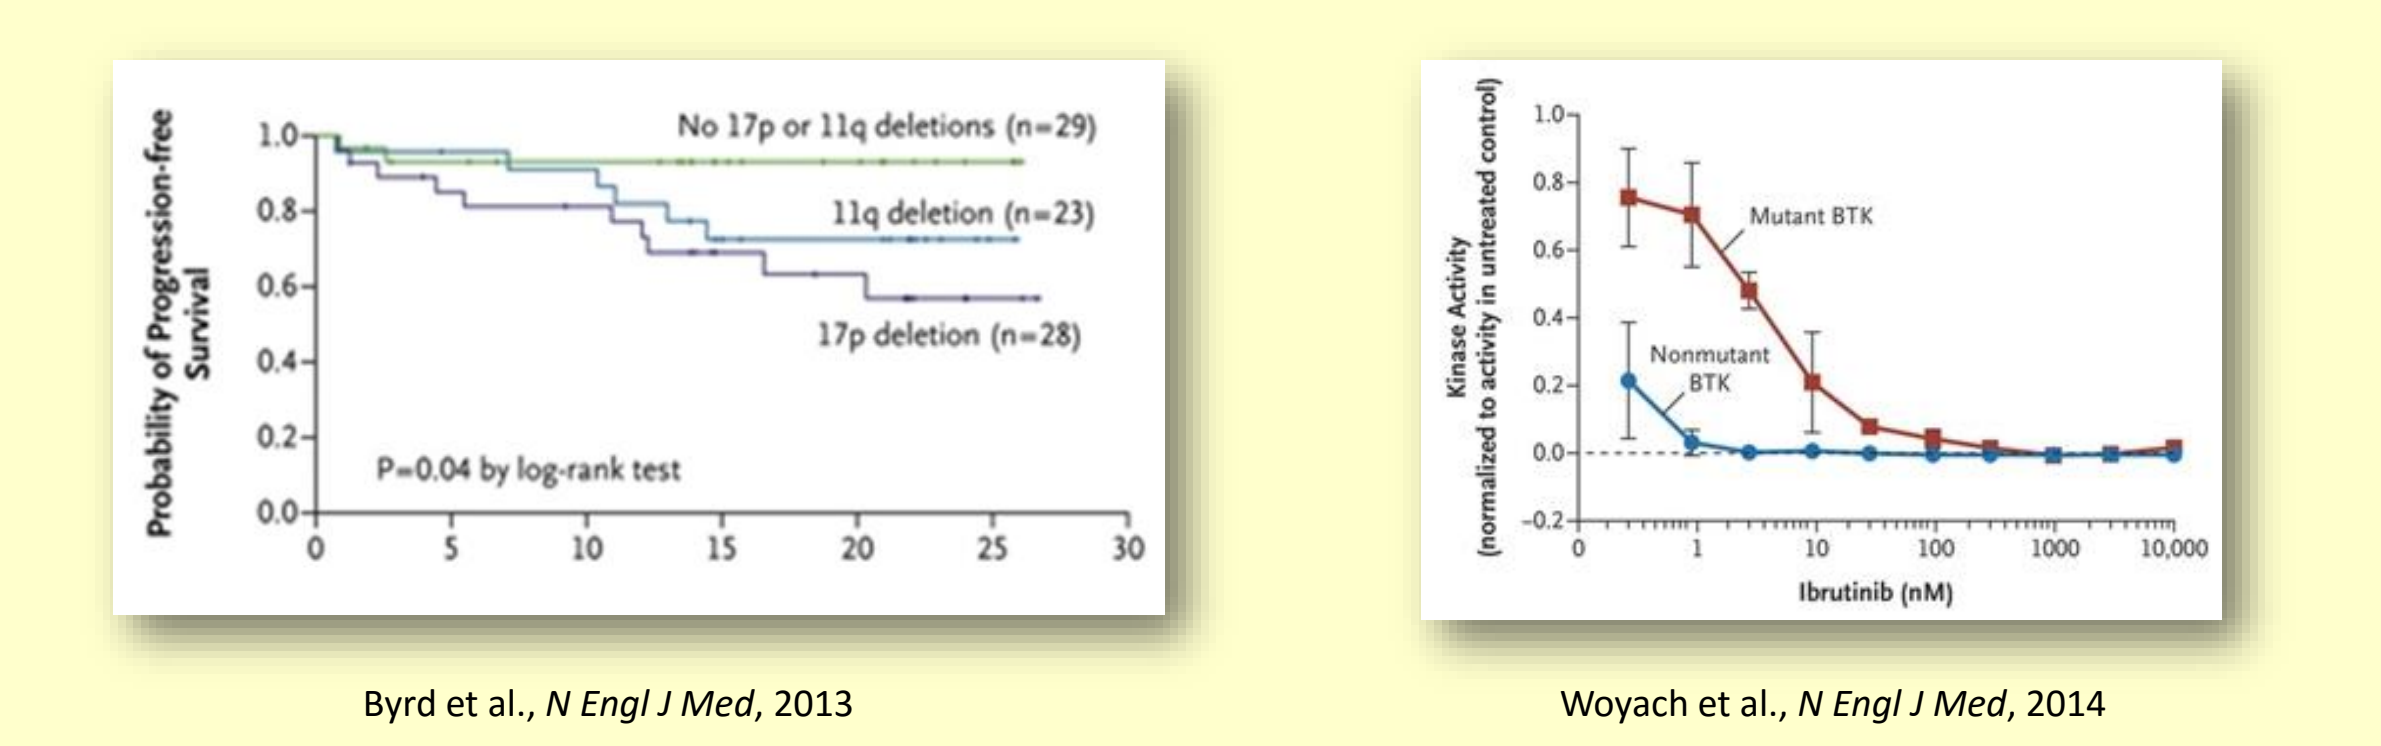 Probability of Progression-free
Survival
1.0
0.8
0.6
0.4
0.2
0.0
No 17p or 11q deletions (n=29)
11q deletion (n=23)
17p deletion (n=28)
P=0.04 by log-rank test
0 5 10 15 20 25 30
Byrd et al., N Engl J Med, 2013
Kinase Activity
(normalized to activity in untreated control)
1.0
0.8
0.6
0.4
0.2
0.0
−0.2
Mutant BTK
Nonmutant
BTK
0 1 10 100 1000 10,000
Ibrutinib (nM)
Woyach et al., N Engl J Med, 2014